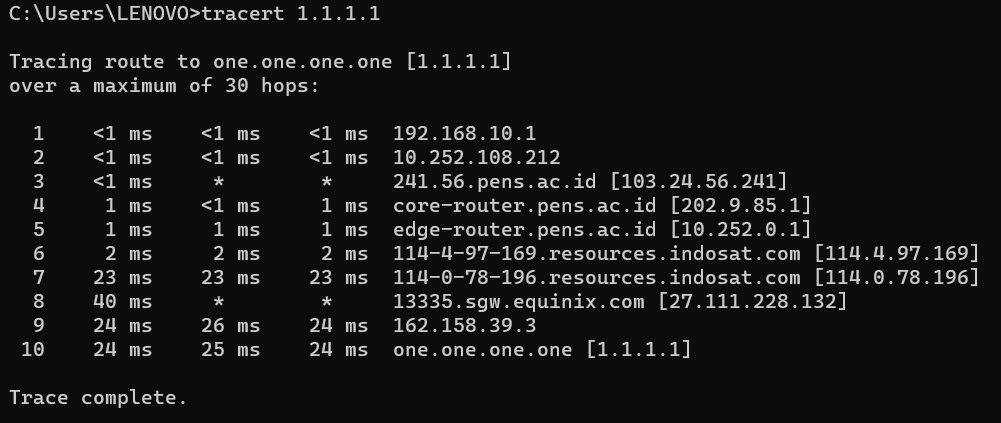 C:\Users\LENOVO>tracert 1.1.1.1
Tracing route to one.one.one.one [1.1.1.1]
over a maximum of 30 hops:
1 <1 ms <1 ms <1 ms 192.168.10.1
2 <1 ms <1 ms <1 ms 10.252.108.212
3 <1 ms * * 241.56.pens.ac.id [103.24.56.241]
4 1 ms <1 ms 1 ms core-router.pens.ac.id [202.9.85.1]
5 1 ms 1 ms 1 ms edge-router.pens.ac.id [10.252.0.1]
6 2 ms 2 ms 2 ms 114-4-97-169.resources.indosat.com [114.4.97.169]
7 23 ms 23 ms 23 ms 114-0-78-196.resources.indosat.com [114.0.78.196]
8 40 ms * * 13335.sgw.equinix.com [27.111.228.132]
9 24 ms 26 ms 24 ms 162.158.39.3
10 24 ms 25 ms 24 ms one.one.one.one [1.1.1.1]
Trace complete.